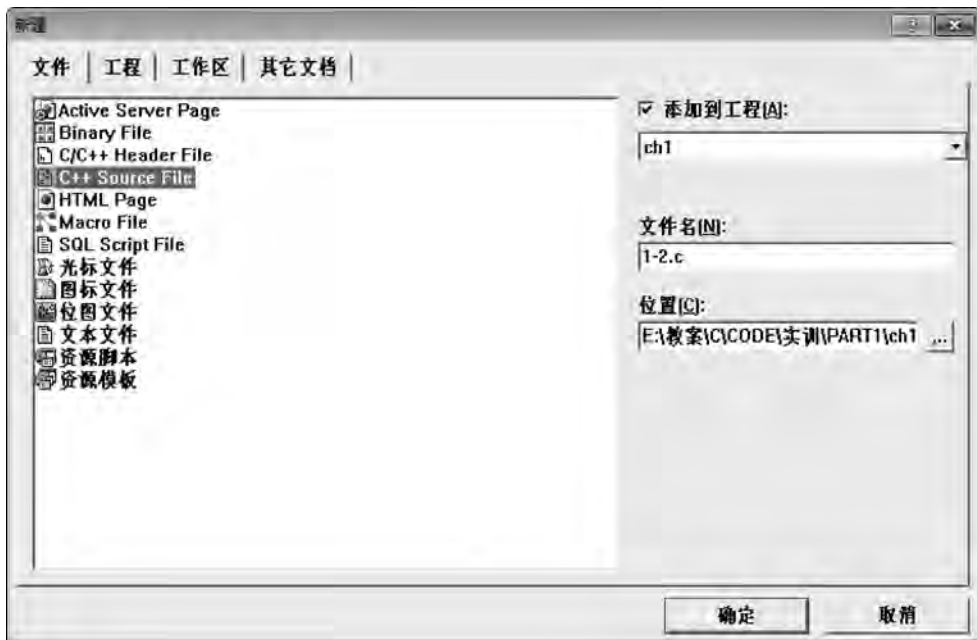 新建
文件 工程 工作区 其它文档
Active Server Page
Binary File
C/C++ Header File
C++ Source File
HTML Page
Macro File
SQL Script File
光标文件
图标文件
位图文件
文本文件
资源脚本
资源模板
添加到工程[A]:
ch1
文件名[N]:
1-2.c
位置[C]:
E:\教案\C\CODE\实训\PART1\ch1 ...
确定 取消